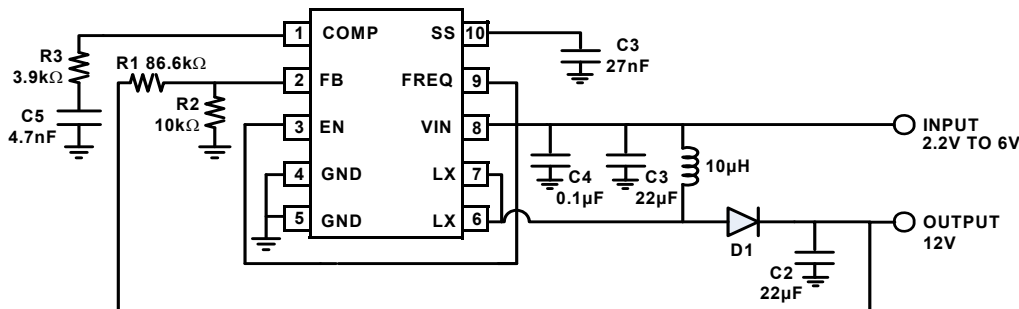 1 COMP SS 10
C3
27nF
R3
3.9kΩ
R1 86.6kΩ
2 FB FREQ 9
C5
4.7nF
R2
10kΩ
3 EN VIN 8
INPUT
2.2V TO 6V
4 GND LX 7
C4
0.1µF
C3
22µF
10µH
5 GND LX 6
D1
OUTPUT
12V
C2
22µF